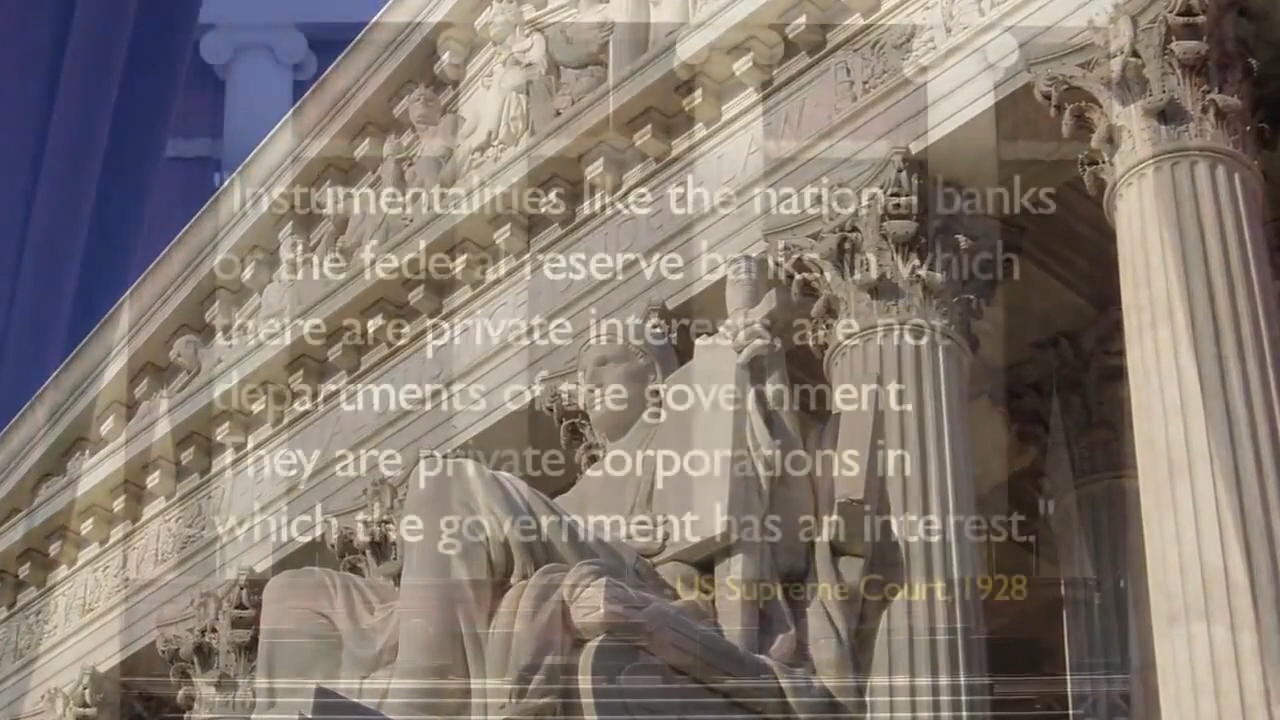 "Instumentalities like the national banks
or the federal reserve banks, in which
there are private interests, are not
departments of the government.
They are private corporations in
which the government has an interest."
US Supreme Court, 1928